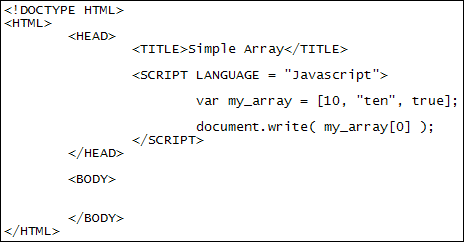 <!DOCTYPE HTML>
<HTML>
<HEAD>
<TITLE>Simple Array</TITLE>
<SCRIPT LANGUAGE = "Javascript">
var my_array = [10, "ten", true];
document.write( my_array[0] );
</SCRIPT>
</HEAD>
<BODY>
</BODY>
</HTML>